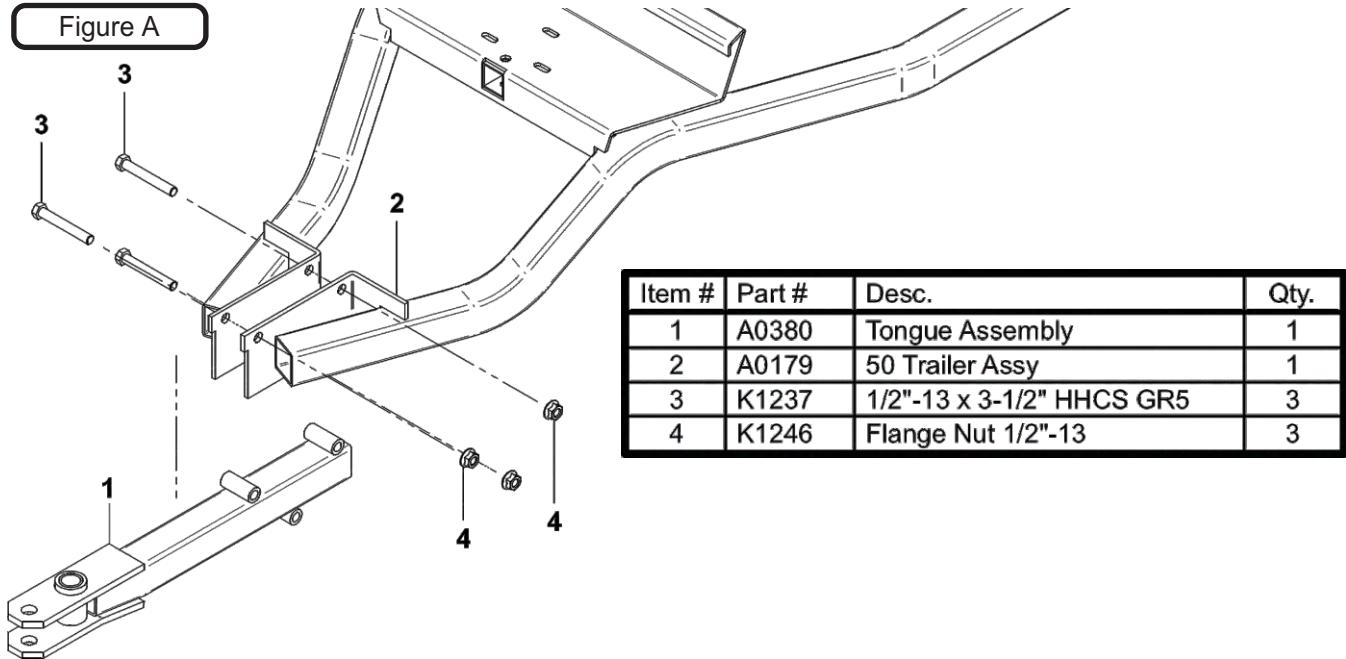 Figure A
3
3
2
1
4
4
Item # Part # Desc. Qty.
1 A0380 Tongue Assembly 1
2 A0179 50 Trailer Assy 1
3 K1237 1/2"-13 x 3-1/2" HHCS GR5 3
4 K1246 Flange Nut 1/2"-13 3